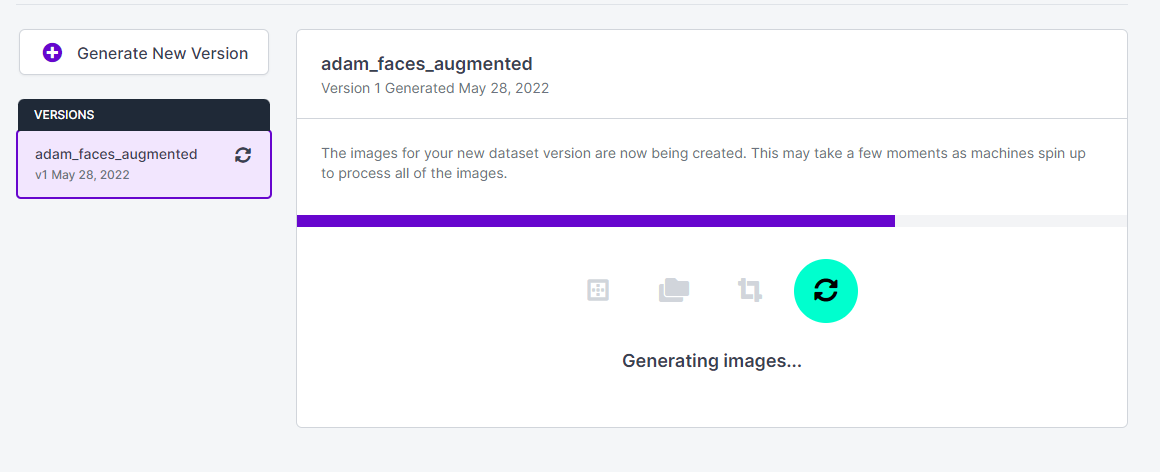 Generate New Version
VERSIONS
adam_faces_augmented
v1 May 28, 2022
adam_faces_augmented
Version 1 Generated May 28, 2022
The images for your new dataset version are now being created. This may take a few moments as machines spin up
to process all of the images.
Generating images...